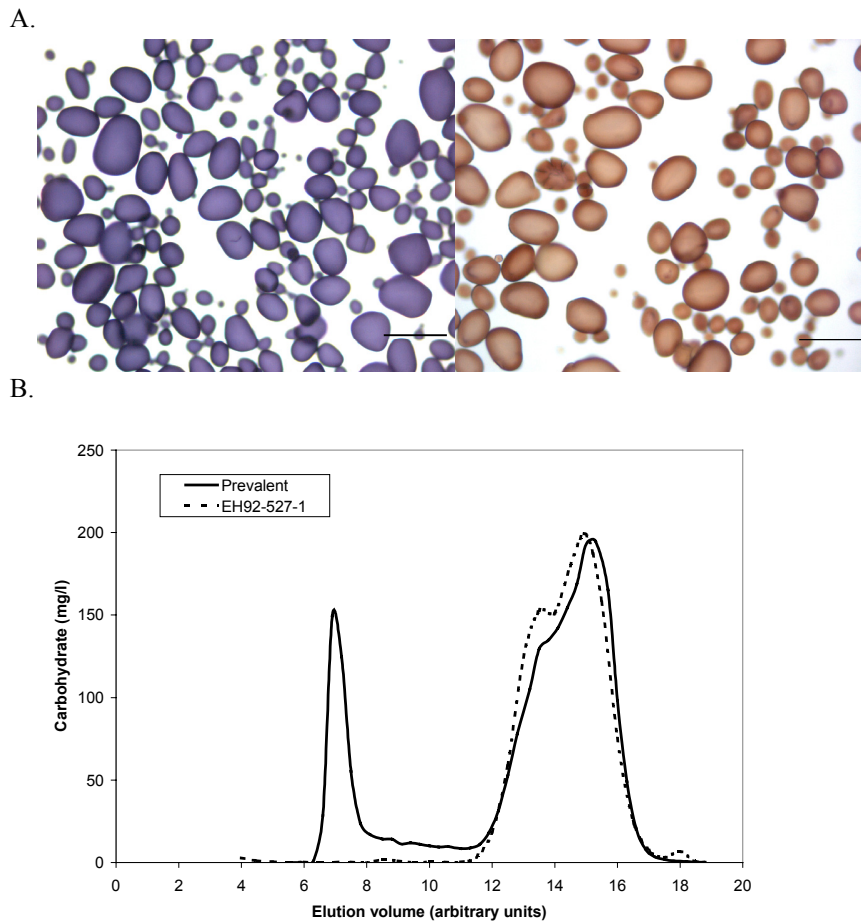 A.
B.
250
200
150
100
50
0
Carbohydrate (mg/l)
Prevalent
EH92-527-1
0 2 4 6 8 10 12 14 16 18 20
Elution volume (arbitrary units)